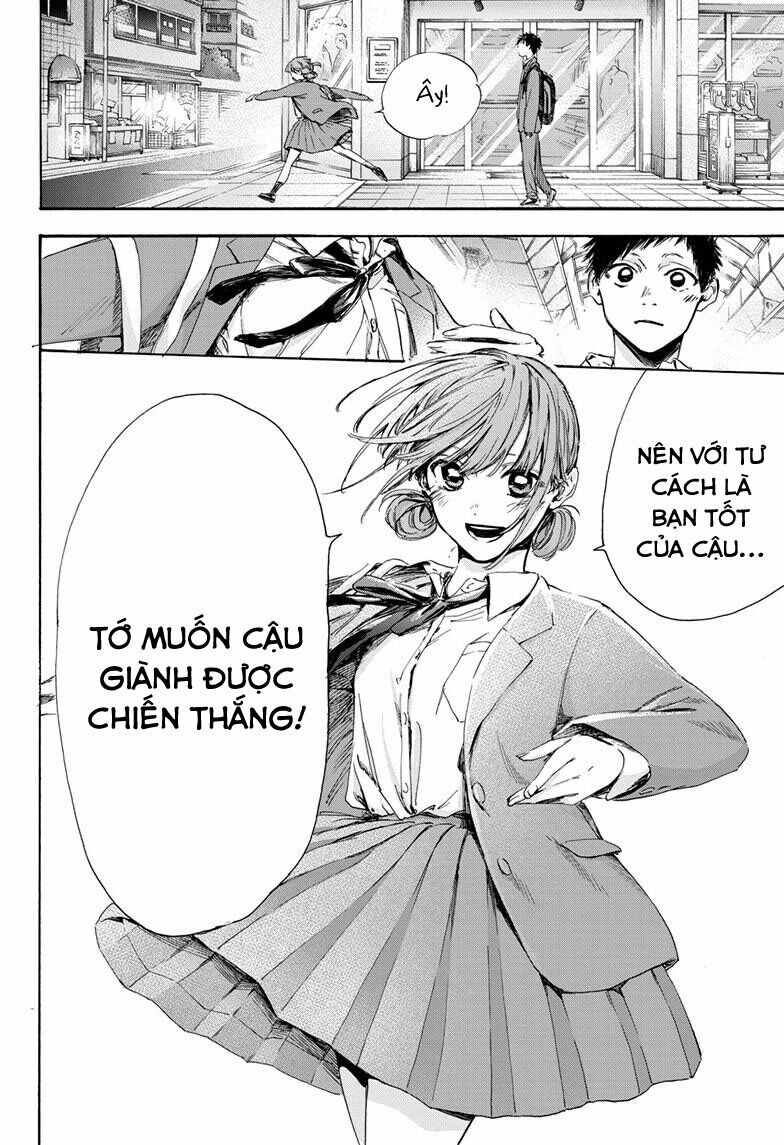 Ây!
NÊN VỚI TƯ
CÁCH LÀ
BẠN TỐT
CỦA CẬU...
TỚ MUỐN CẬU
GIÀNH ĐƯỢC
CHIẾN THẮNG!